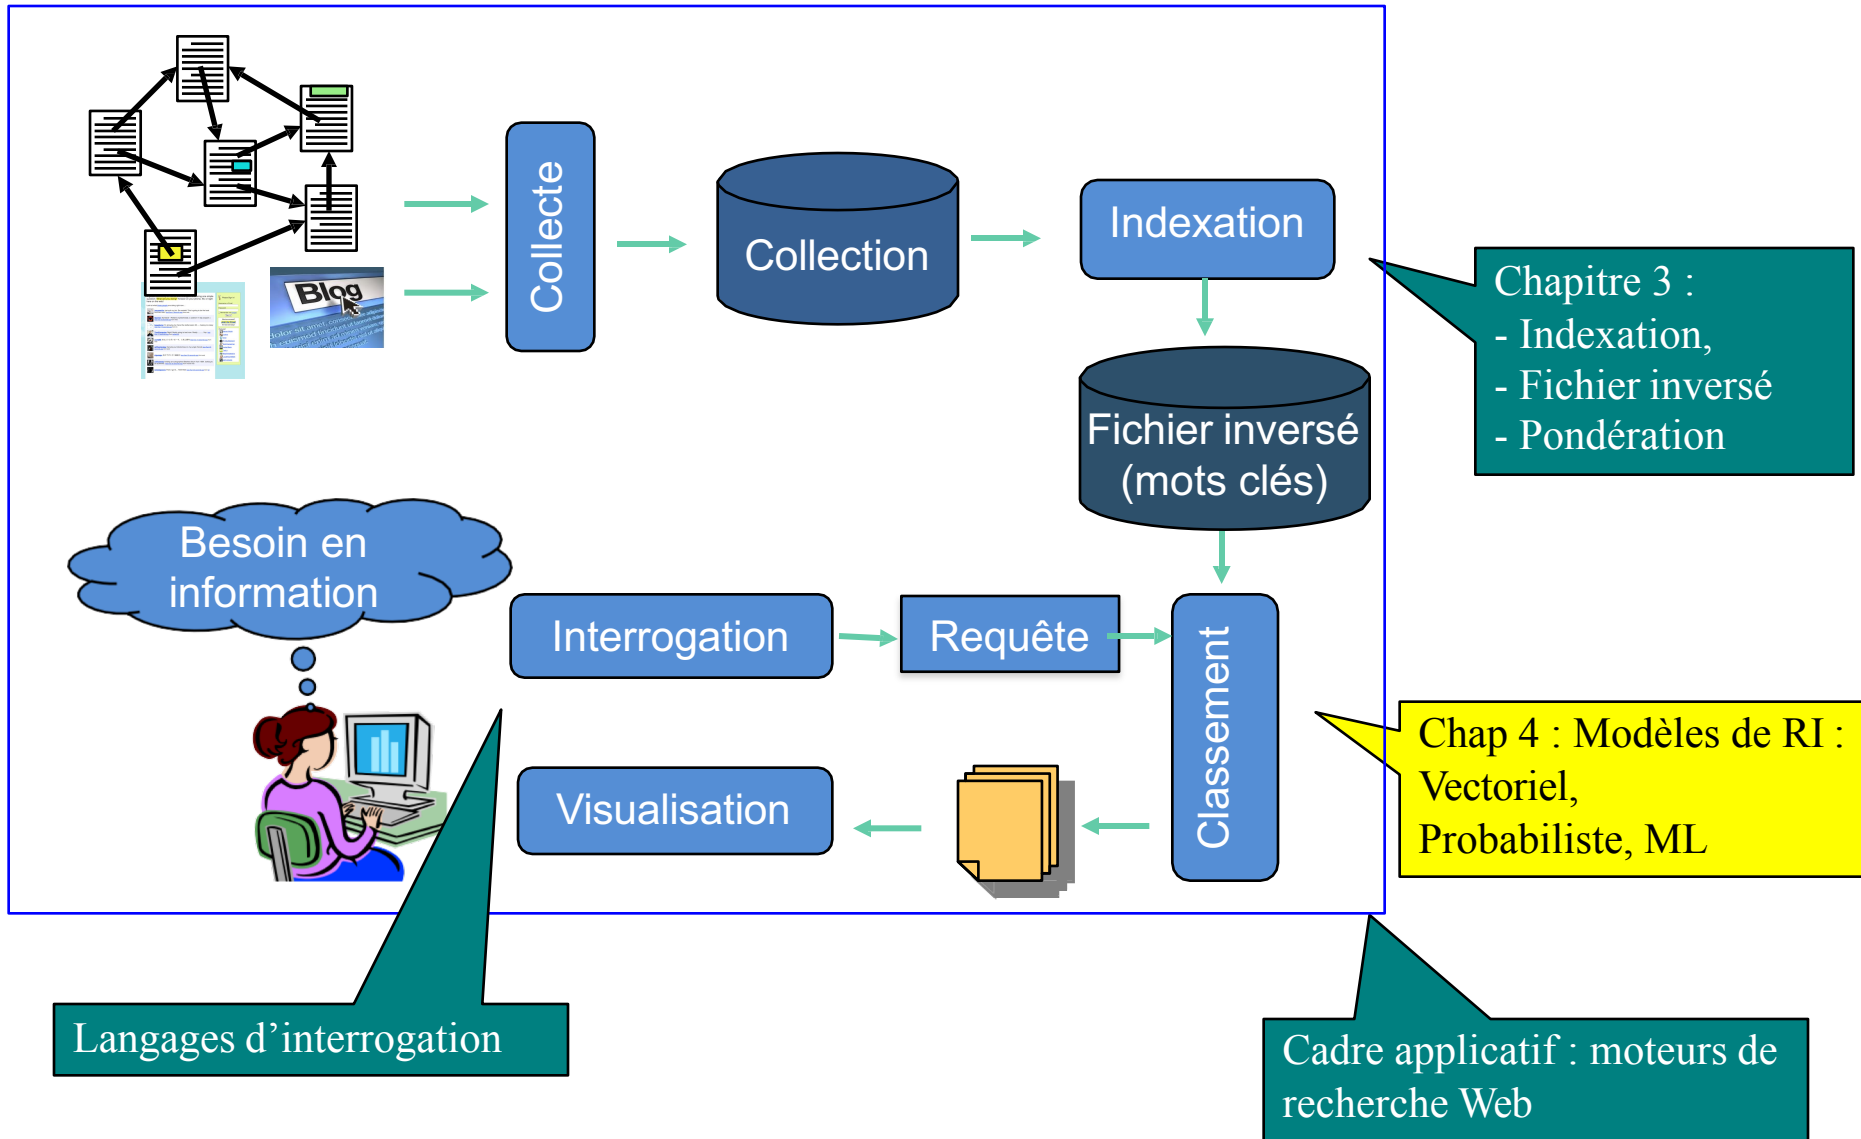 Collecte
Collection
Indexation
Blog
Chapitre 3 :
- Indexation,
- Fichier inversé
- Pondération
Fichier inversé
(mots clés)
Besoin en
information
Interrogation
Requête
Classement
Visualisation
Chap 4 : Modèles de RI :
Vectoriel,
Probabiliste, ML
Langages d’interrogation
Cadre applicatif : moteurs de
recherche Web